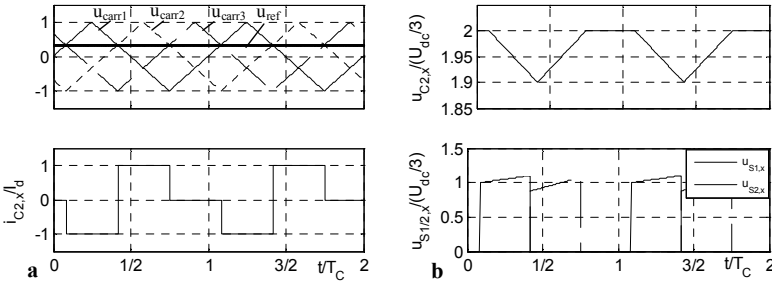 u_carr1 u_carr2 u_carr3 u_ref
1
0
-1
1
0
-1
i_C2,x/I_d
0 1/2 1 3/2 t/T_C 2
a
2
1.95
1.9
1.85
u_C2,x/(U_dc/3)
1.5
1
0.5
0
u_S1/2,x/(U_dc/3)
u_S1,x
u_S2,x
0 1/2 1 3/2 t/T_C 2
b